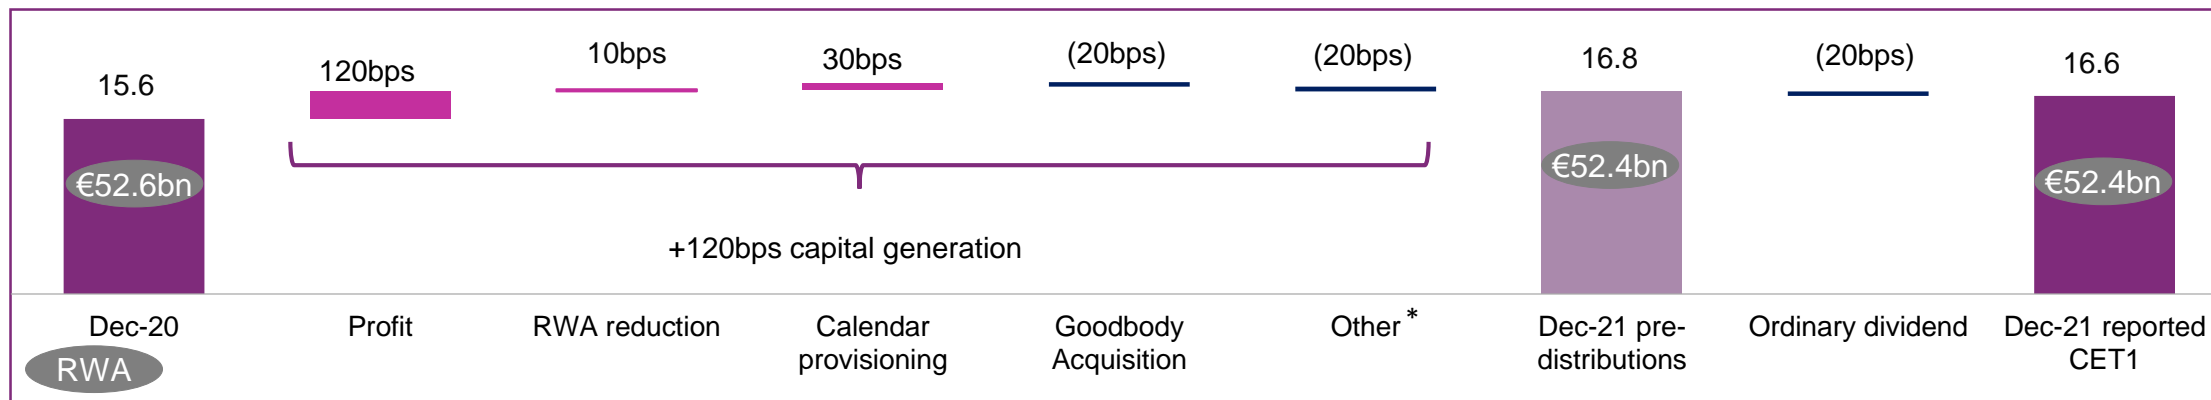 15.6
120bps
10bps
30bps
(20bps)
(20bps)
16.8
(20bps)
16.6
€52.6bn
€52.4bn
€52.4bn
+120bps capital generation
Dec-20
Profit
RWA reduction
Calendar
provisioning
Goodbody
Acquisition
Other *
Dec-21 pre-
distributions
Ordinary dividend
Dec-21 reported
CET1
RWA